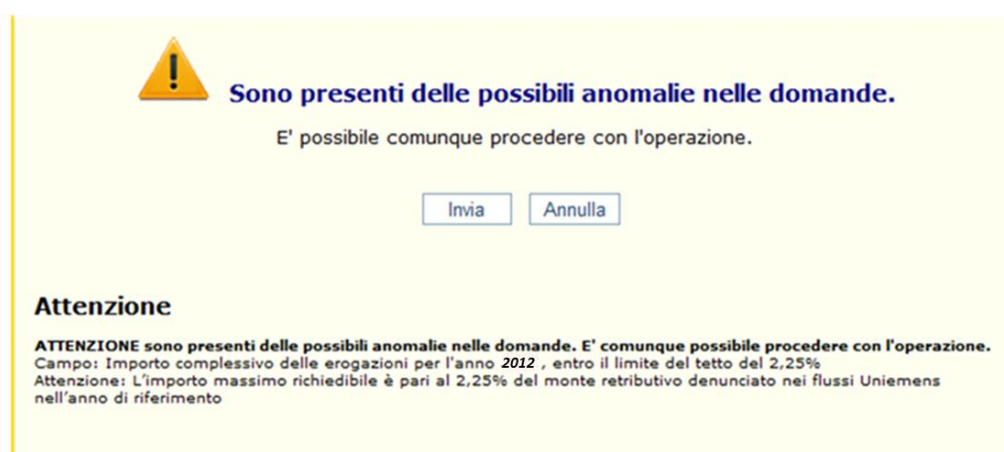 Sono presenti delle possibili anomalie nelle domande.
E' possibile comunque procedere con l'operazione.
Invia Annulla
Attenzione
ATTENZIONE sono presenti delle possibili anomalie nelle domande. E' comunque possibile procedere con l'operazione.
Campo: Importo complessivo delle erogazioni per l'anno 2012 , entro il limite del tetto del 2,25%
Attenzione: L'importo massimo richiedibile è pari al 2,25% del monte retributivo denunciato nei flussi Uniemens
nell'anno di riferimento